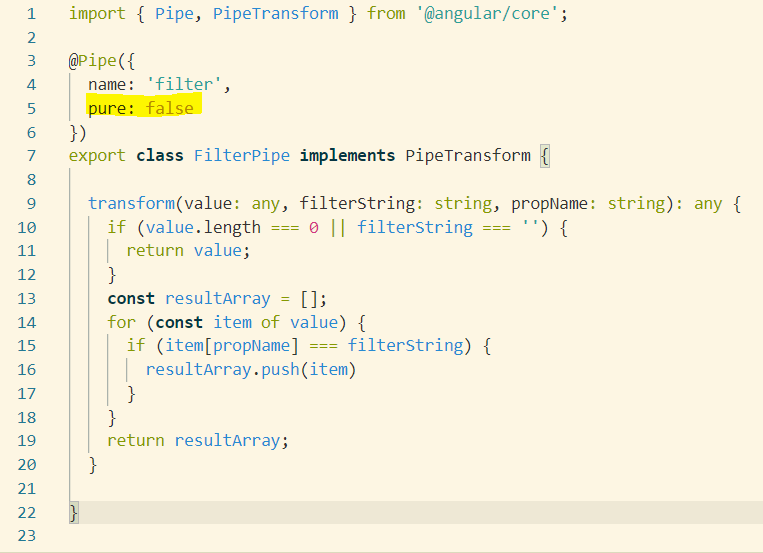 1 import { Pipe, PipeTransform } from '@angular/core';
2
3 @Pipe({
4   name: 'filter',
5   pure: false
6 })
7 export class FilterPipe implements PipeTransform {
8
9   transform(value: any, filterString: string, propName: string): any {
10     if (value.length === 0 || filterString === '') {
11       return value;
12     }
13     const resultArray = [];
14     for (const item of value) {
15       if (item[propName] === filterString) {
16         resultArray.push(item)
17       }
18     }
19     return resultArray;
20   }
21
22 }
23